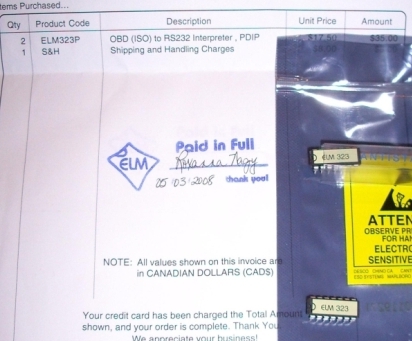 Items Purchased...
Qty Product Code Description Unit Price Amount
2 ELM323P OBD (ISO) to RS232 Interpreter , PDIP $17.50 $35.00
1 S&H Shipping and Handling Charges
ELM
Paid in Full
05 03 2008 thank you!
ELM 323
ATTEN
OBSERVE PRE
FOR HAN
ELECTRO
SENSITIVE
NOTE: All values shown on this invoice are
in CANADIAN DOLLARS (CAD$)
ELM 323
Your credit card has been charged the Total Amount
shown, and your order is complete. Thank You.
We appreciate your business!